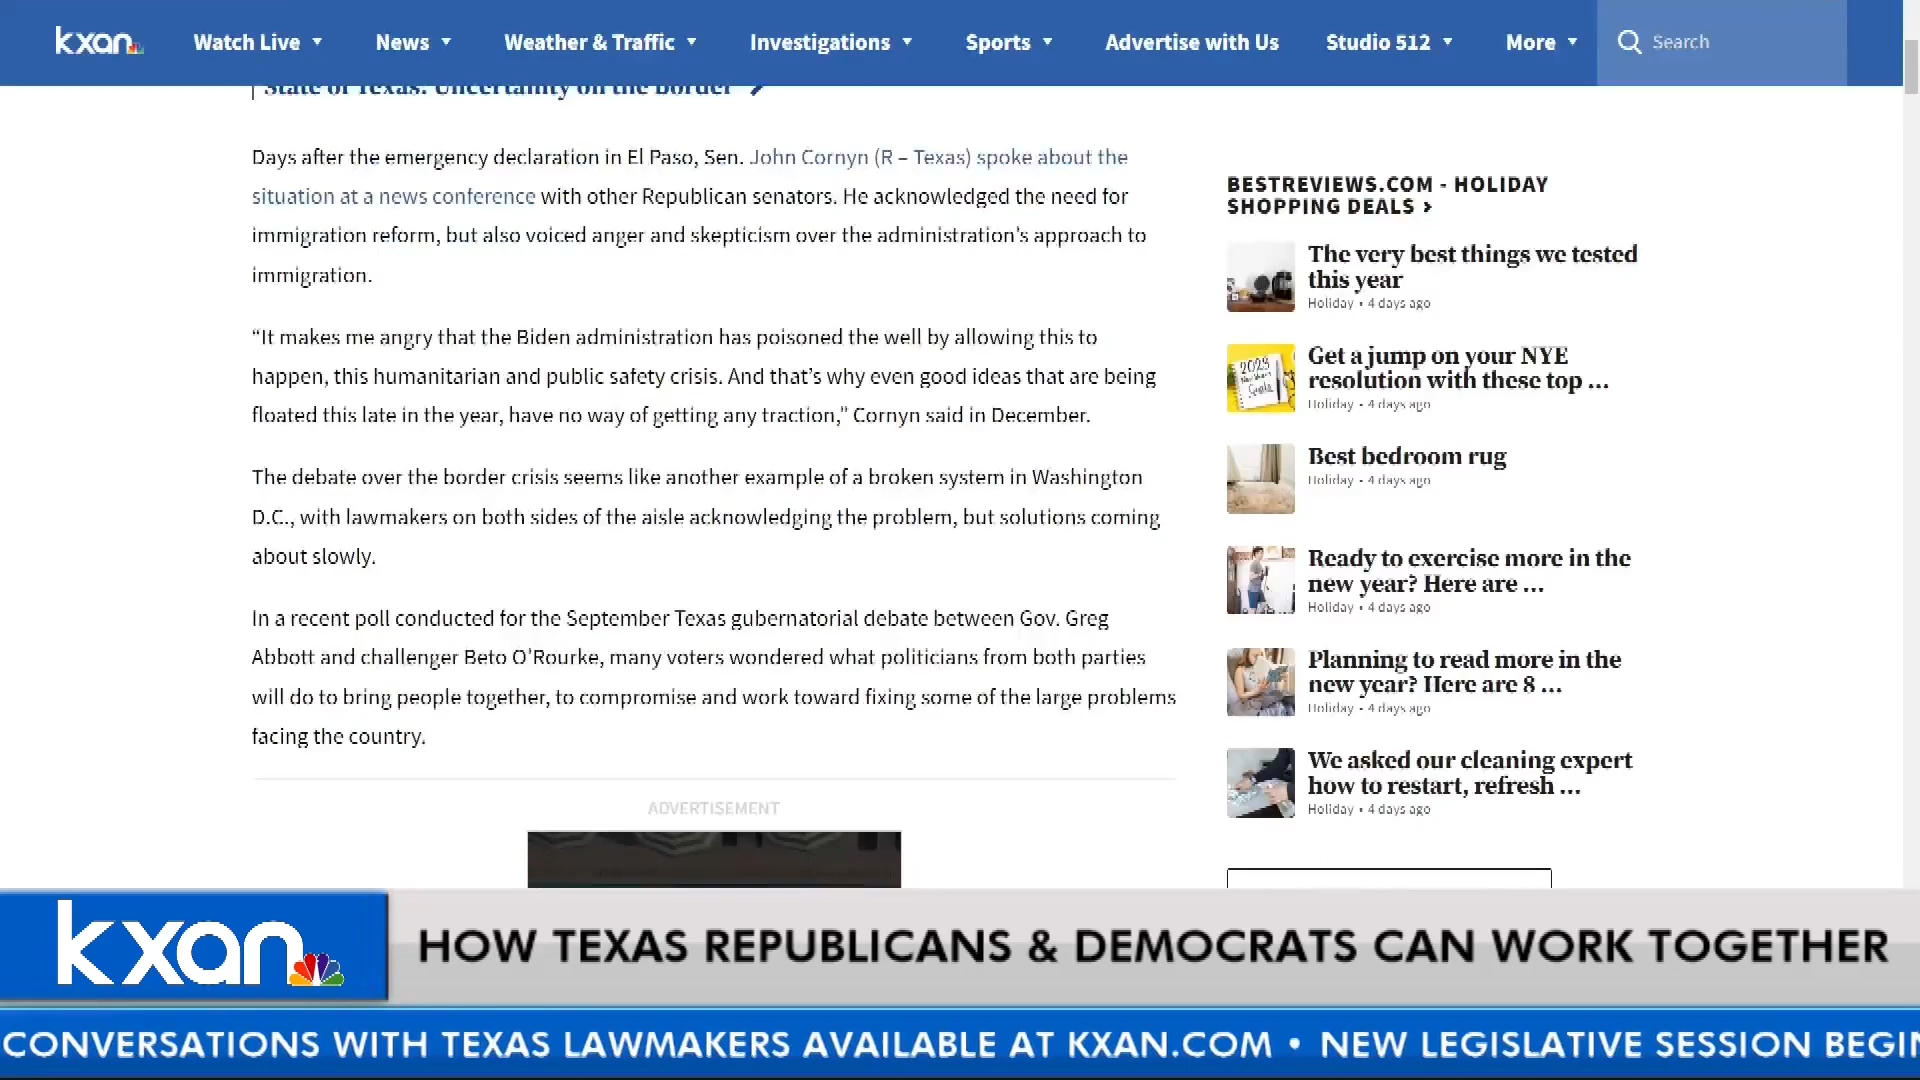 kxan
Watch Live
News
Weather & Traffic
Investigations
Sports
Advertise with Us
Studio 512
More
Search
State of Texas: Uncertainty on the border
Days after the emergency declaration in El Paso, Sen. John Cornyn (R – Texas) spoke about the
situation at a news conference with other Republican senators. He acknowledged the need for
immigration reform, but also voiced anger and skepticism over the administration’s approach to
immigration.
“It makes me angry that the Biden administration has poisoned the well by allowing this to
happen, this humanitarian and public safety crisis. And that’s why even good ideas that are being
floated this late in the year, have no way of getting any traction,” Cornyn said in December.
The debate over the border crisis seems like another example of a broken system in Washington
D.C., with lawmakers on both sides of the aisle acknowledging the problem, but solutions coming
about slowly.
In a recent poll conducted for the September Texas gubernatorial debate between Gov. Greg
Abbott and challenger Beto O’Rourke, many voters wondered what politicians from both parties
will do to bring people together, to compromise and work toward fixing some of the large problems
facing the country.
ADVERTISEMENT
BESTREVIEWS.COM - HOLIDAY
SHOPPING DEALS ›
The very best things we tested
this year
Holiday • 4 days ago
2023
Goals
Get a jump on your NYE
resolution with these top …
Holiday • 4 days ago
Best bedroom rug
Holiday • 4 days ago
Ready to exercise more in the
new year? Here are …
Holiday • 4 days ago
Planning to read more in the
new year? Here are 8 …
Holiday • 4 days ago
We asked our cleaning expert
how to restart, refresh …
Holiday • 4 days ago
kxan
HOW TEXAS REPUBLICANS & DEMOCRATS CAN WORK TOGETHER
CONVERSATIONS WITH TEXAS LAWMAKERS AVAILABLE AT KXAN.COM • NEW LEGISLATIVE SESSION BEGIN